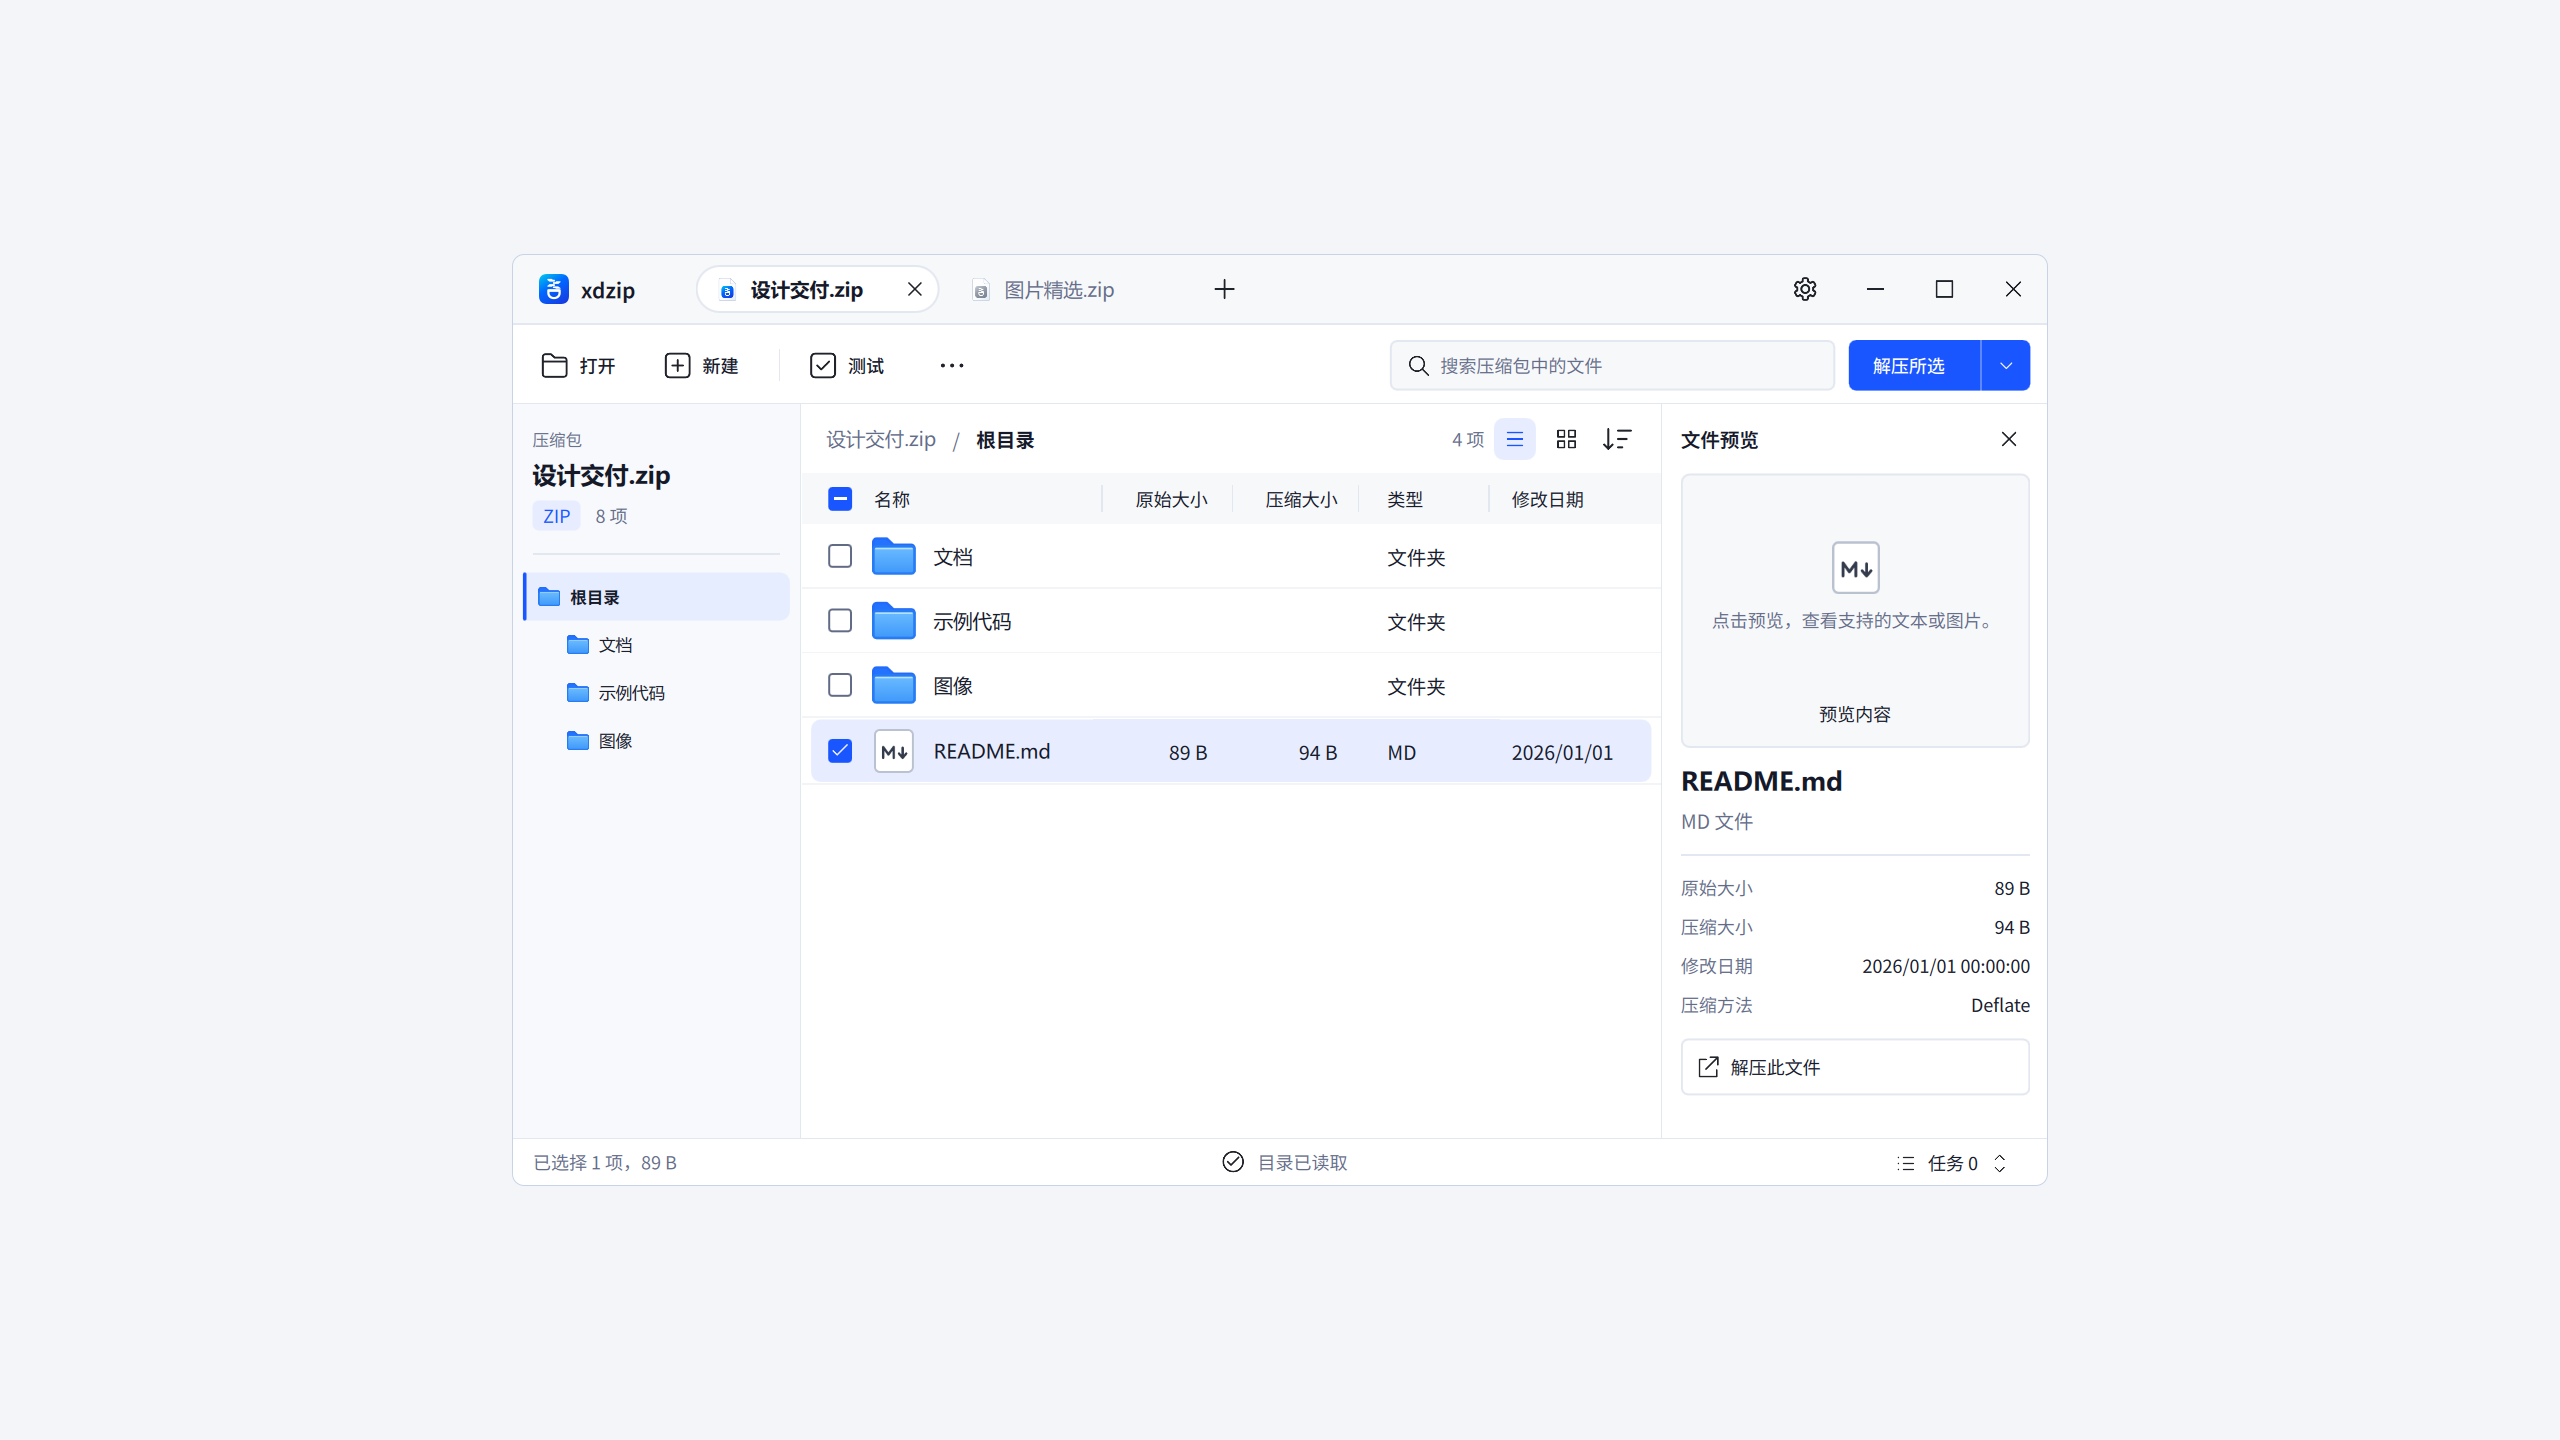 xdzip
设计交付.zip
图片精选.zip
打开
新建
测试
搜索压缩包中的文件
解压所选
压缩包
设计交付.zip
ZIP 8 项
根目录
文档
示例代码
图像
设计交付.zip / 根目录
4 项
名称 原始大小 压缩大小 类型 修改日期
文档 文件夹
示例代码 文件夹
图像 文件夹
README.md 89 B 94 B MD 2026/01/01
文件预览
点击预览，查看支持的文本或图片。
预览内容
README.md
MD 文件
原始大小 89 B
压缩大小 94 B
修改日期 2026/01/01 00:00:00
压缩方法 Deflate
解压此文件
已选择 1 项，89 B
目录已读取
任务 0